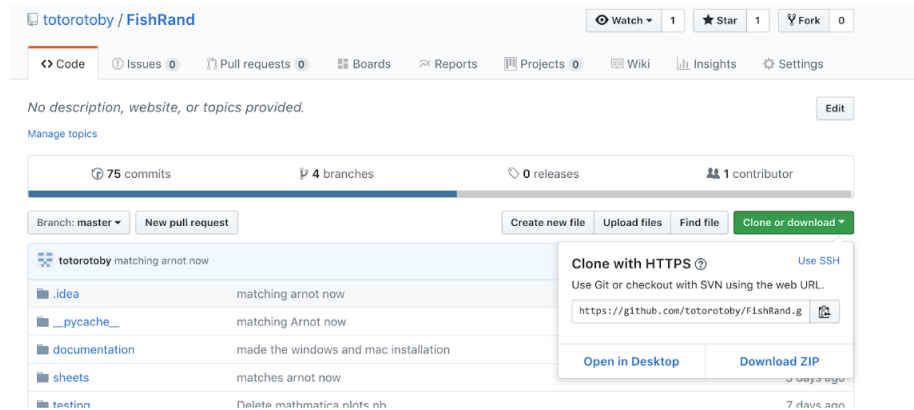 totorotoby / FishRand
Watch 1 Star 1 Fork 0
Code Issues 0 Pull requests 0 Boards Reports Projects 0 Wiki Insights Settings
No description, website, or topics provided. Edit
Manage topics
75 commits 4 branches 0 releases 1 contributor
Branch: master New pull request Create new file Upload files Find file Clone or download
totorotoby matching arnot now
Clone with HTTPS Use SSH
Use Git or checkout with SVN using the web URL.
https://github.com/totorotoby/FishRand.g
Open in Desktop Download ZIP
.idea matching arnot now
__pycache__ matching Arnot now
documentation made the windows and mac installation
sheets matches arnot now 5 days ago
testing Delete mathmatica plots.nb 7 days ago